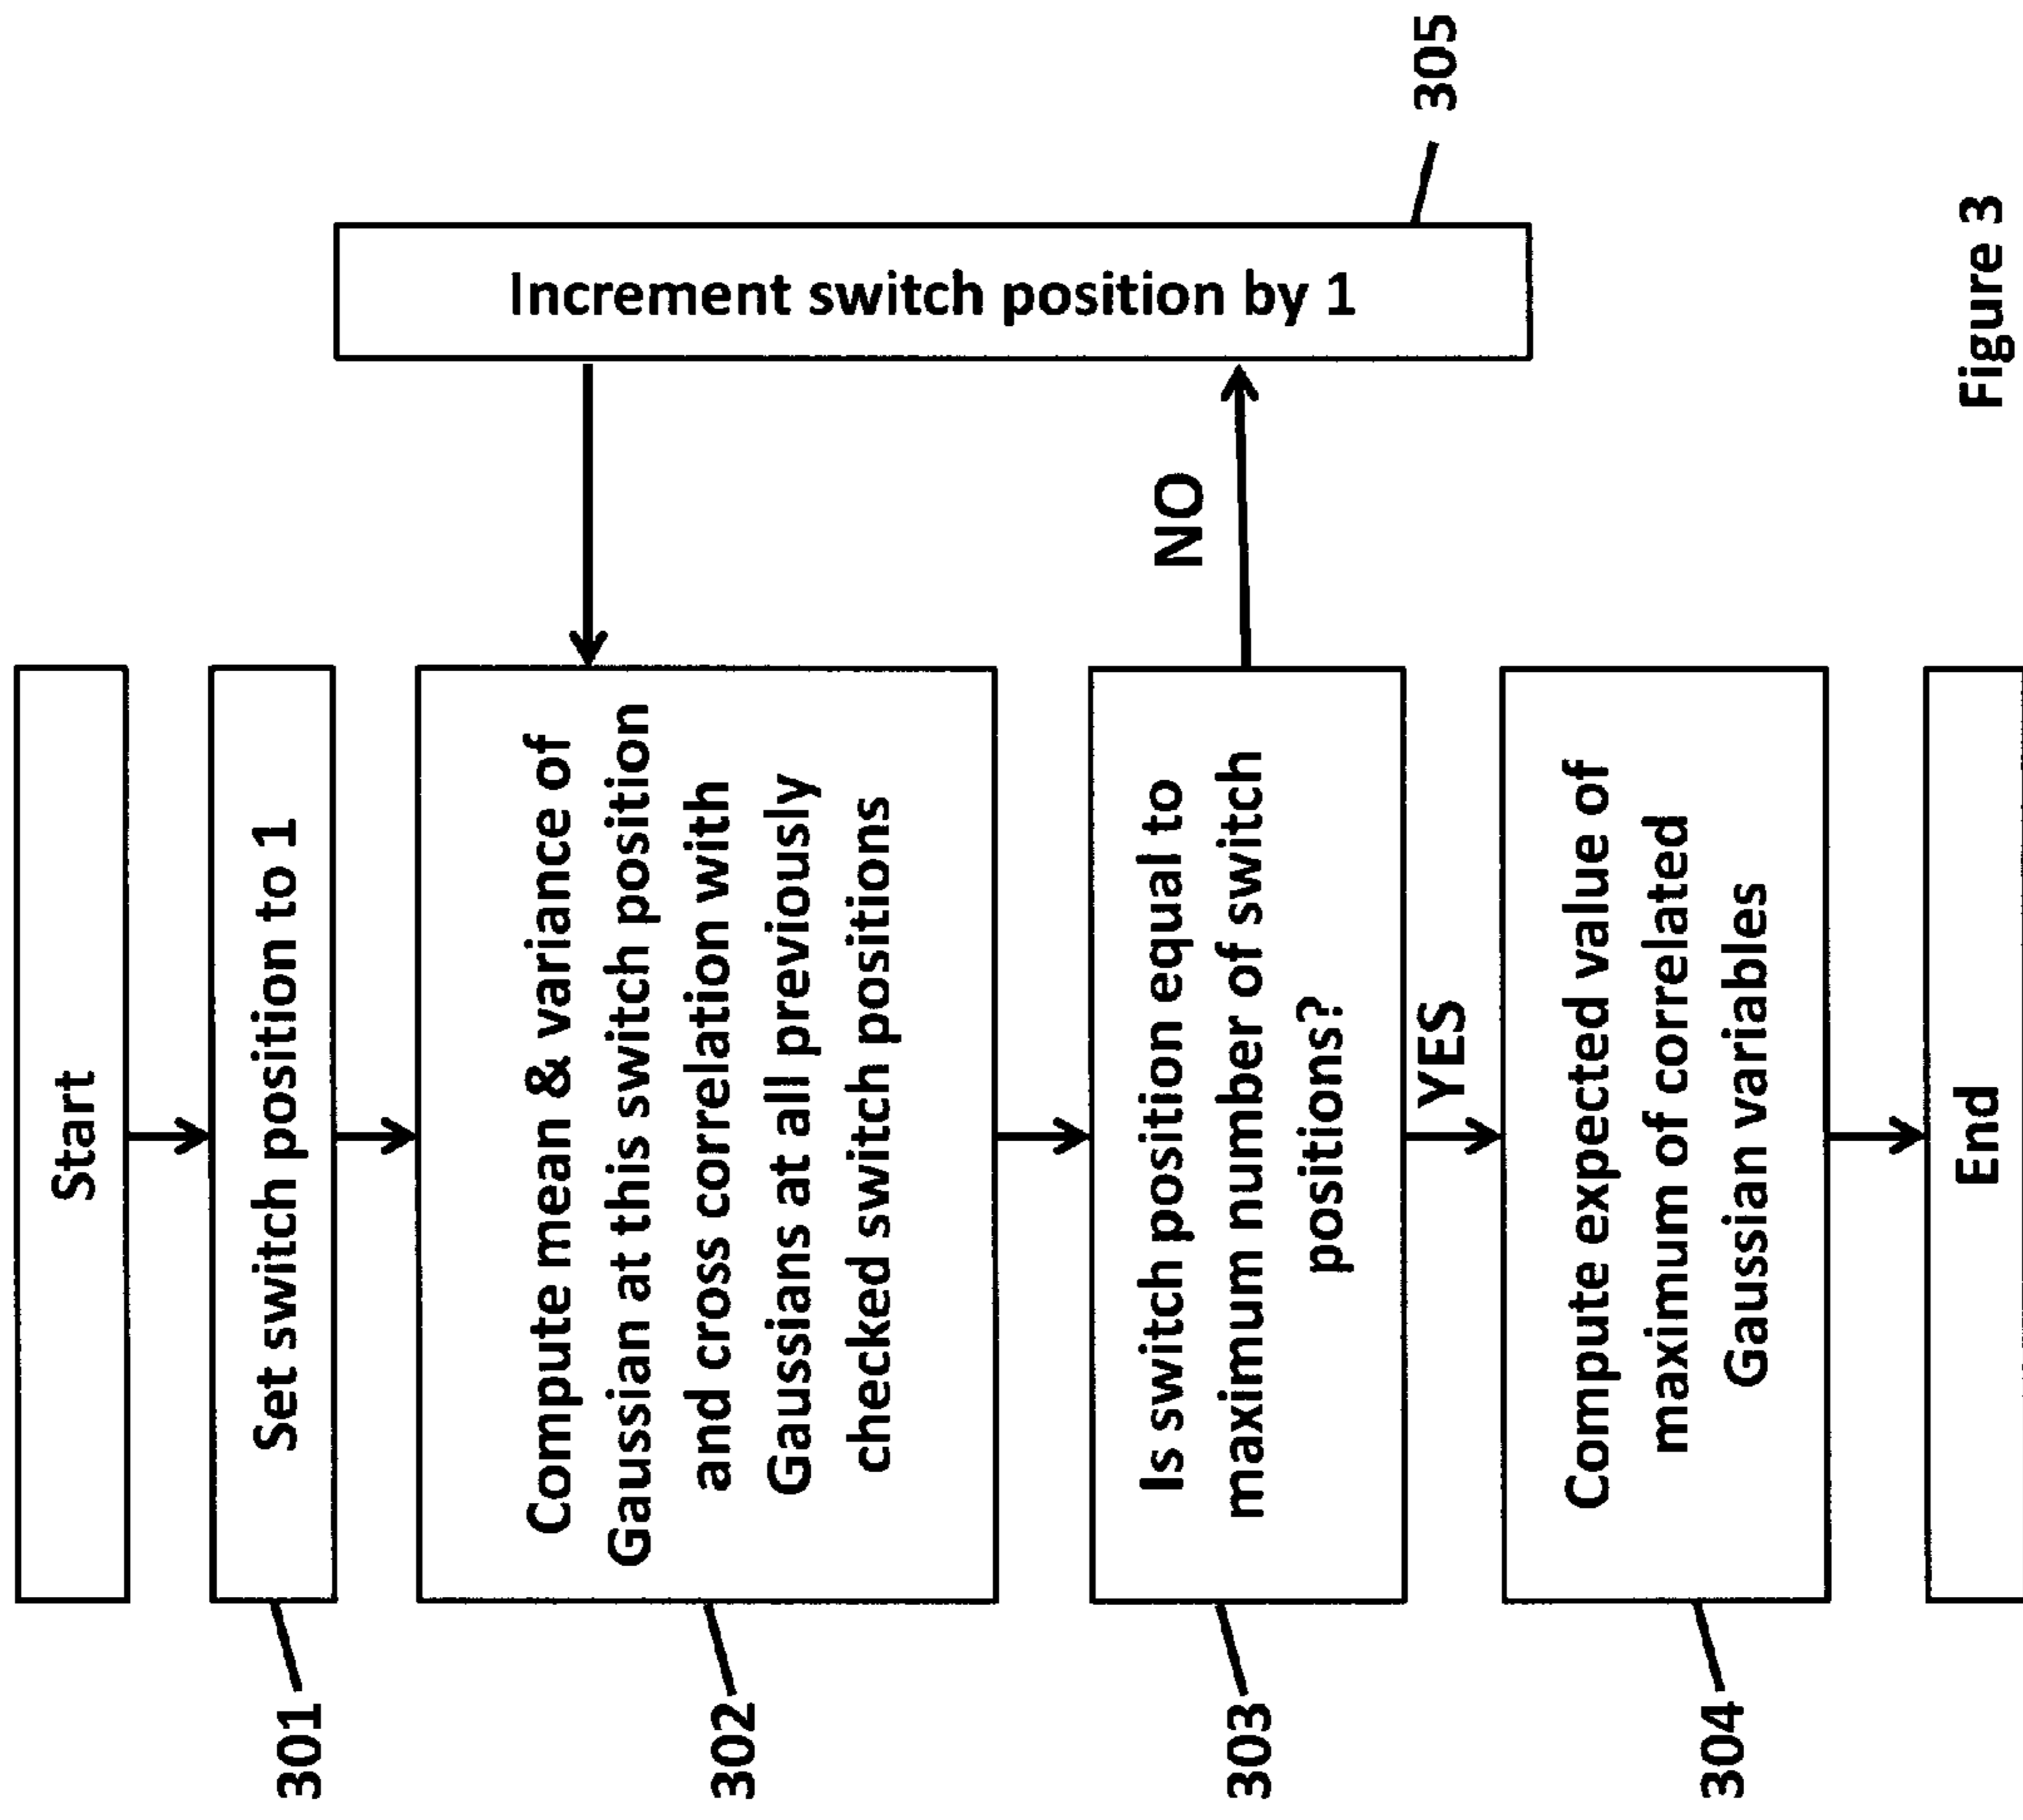 Start
Set switch position to 1
301
Compute mean & variance of
Gaussian at this switch position
and cross correlation with
Gaussians at all previously
checked switch positions
302
Is switch position equal to
maximum number of switch
positions?
303
NO
Increment switch position by 1
305
YES
Compute expected value of
maximum of correlated
Gaussian variables
304
End
Figure 3